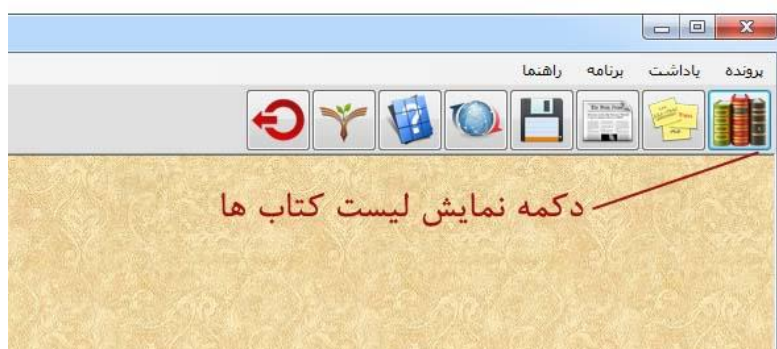 پرونده یاداشت برنامه راهنما
دکمه نمایش لیست کتاب ها